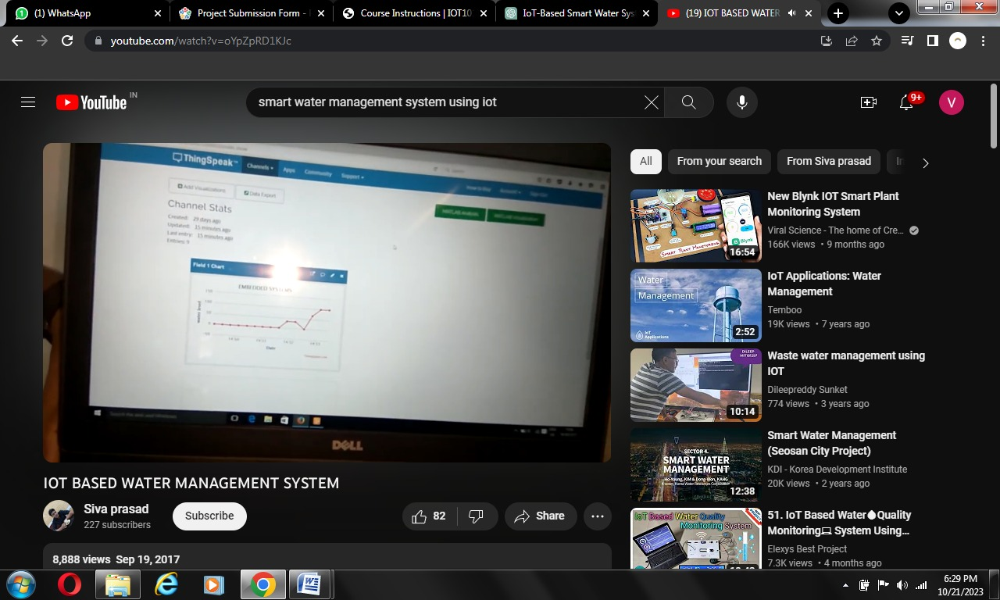 (1) WhatsApp
Project Submission Form -
Course Instructions | IOT10
IoT-Based Smart Water Sys
(19) IOT BASED WATER
youtube.com/watch?v=oYpZpRD1KJc
YouTube IN
smart water management system using iot
9+
V
ThingSpeak™
Channels
Apps
Community
Support
Add Visualizations
Data Export
MATLAB Analysis
Channel Stats
Created: 29 days ago
Updated: 15 minutes ago
Last entry: 15 minutes ago
Entries: 9
Field 1 Chart
EMBEDDED SYSTEMS
Date
DELL
IOT BASED WATER MANAGEMENT SYSTEM
Siva prasad
227 subscribers
Subscribe
82
Share
8,888 views Sep 19, 2017
All
From your search
From Siva prasad
SMART PLANT MONITORING
Blynk
16:54
New Blynk IOT Smart Plant
Monitoring System
Viral Science - The home of Cre...
166K views • 9 months ago
Water
Management
IoT
Applications
2:52
IoT Applications: Water
Management
Temboo
19K views • 7 years ago
DILEEP
10:14
Waste water management using
IOT
Dileepreddy Sunket
774 views • 3 years ago
SECTOR 4.
SMART WATER
MANAGEMENT
12:38
Smart Water Management
(Seosan City Project)
KDI - Korea Development Institute
20K views • 2 years ago
IoT Based Water Quality
Monitoring System
51. IoT Based Water💧Quality
Monitoring💻 System Using...
Elexys Best Project
7.3K views • 4 months ago
6:29 PM
10/21/2023